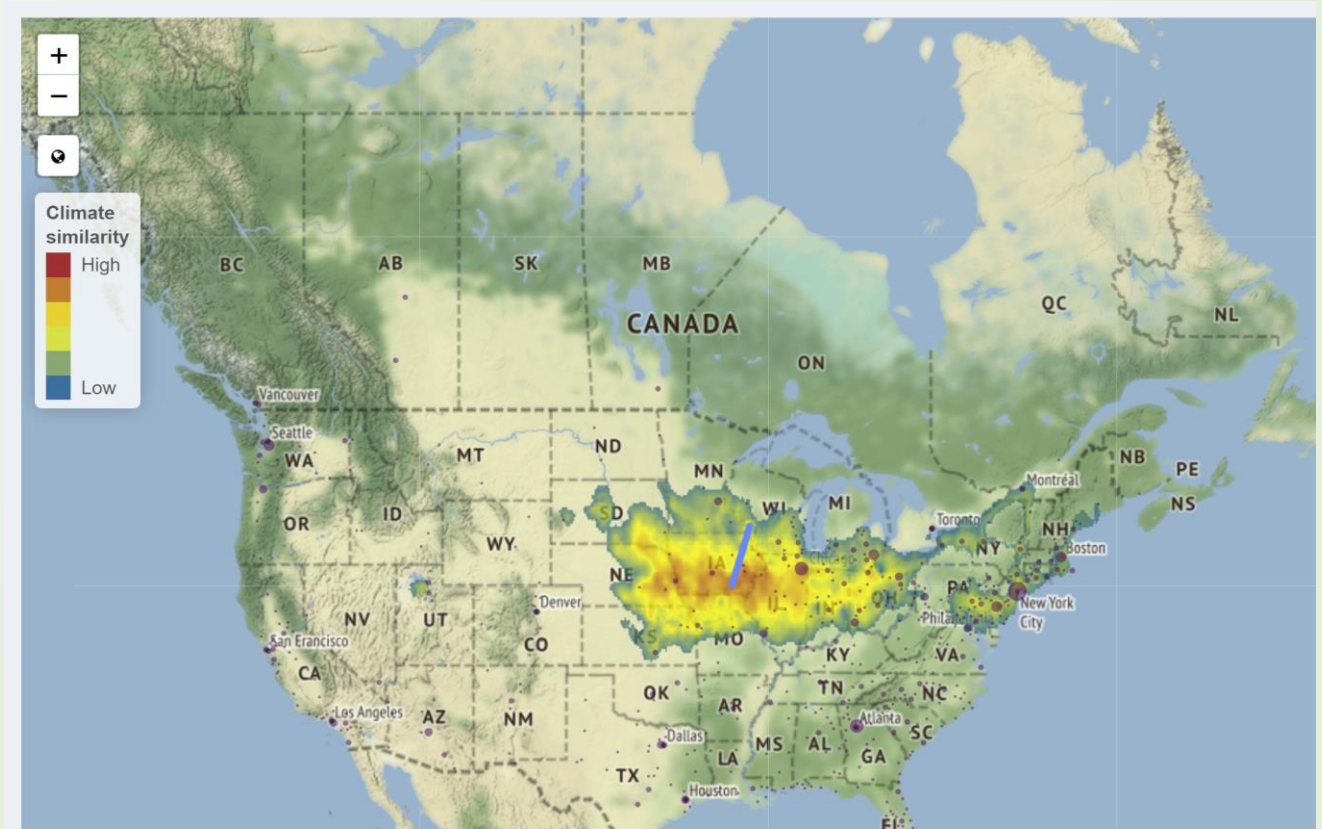 +
−
Climate
similarity
High
Low
BC
AB
SK
MB
CANADA
ON
QC
NL
Vancouver
Seattle
WA
MT
ND
MN
Montréal
NB
PE
NS
OR
ID
SD
WI
MI
Toronto
NY
NH
Boston
WY
NE
IA
Chicago
PA
New York
City
NV
UT
Denver
CO
IL
IN
OH
Philadelphia
San Francisco
KS
MO
KY
VA
CA
OK
AR
TN
NC
Los Angeles
AZ
NM
Dallas
MS
AL
Atlanta
SC
LA
GA
TX
Houston
FL